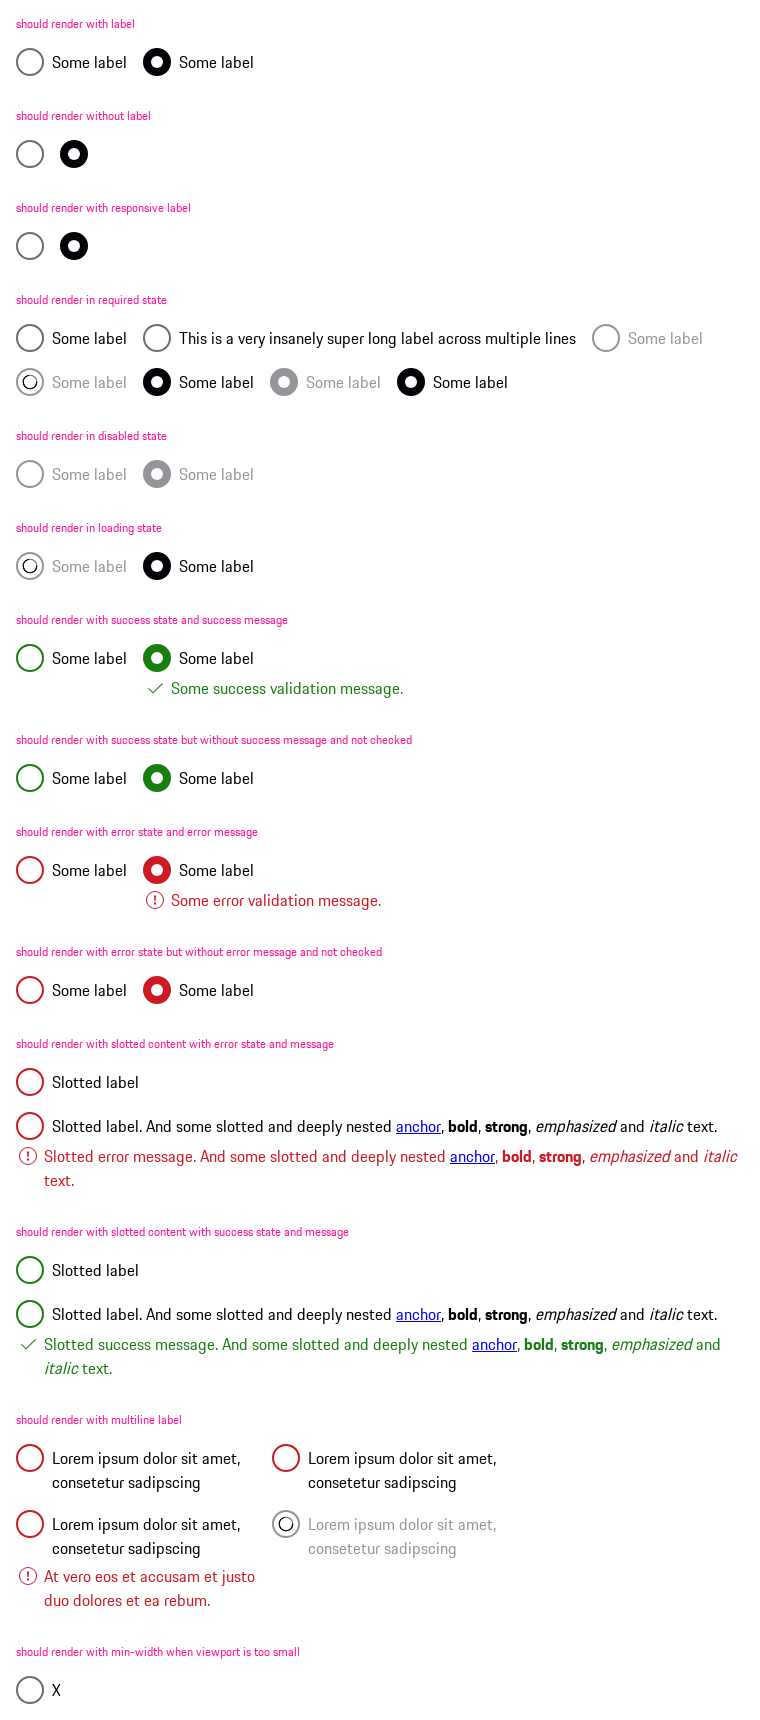 should render with label
Some label Some label
should render without label
should render with responsive label
should render in required state
Some label This is a very insanely super long label across multiple lines Some label
Some label Some label Some label Some label
should render in disabled state
Some label Some label
should render in loading state
Some label Some label
should render with success state and success message
Some label Some label
Some success validation message.
should render with success state but without success message and not checked
Some label Some label
should render with error state and error message
Some label Some label
Some error validation message.
should render with error state but without error message and not checked
Some label Some label
should render with slotted content with error state and message
Slotted label
Slotted label. And some slotted and deeply nested anchor, bold, strong, emphasized and italic text.
Slotted error message. And some slotted and deeply nested anchor, bold, strong, emphasized and italic
text.
should render with slotted content with success state and message
Slotted label
Slotted label. And some slotted and deeply nested anchor, bold, strong, emphasized and italic text.
Slotted success message. And some slotted and deeply nested anchor, bold, strong, emphasized and
italic text.
should render with multiline label
Lorem ipsum dolor sit amet, Lorem ipsum dolor sit amet,
consetetur sadipscing consetetur sadipscing
Lorem ipsum dolor sit amet, Lorem ipsum dolor sit amet,
consetetur sadipscing consetetur sadipscing
At vero eos et accusam et justo
duo dolores et ea rebum.
should render with min-width when viewport is too small
X